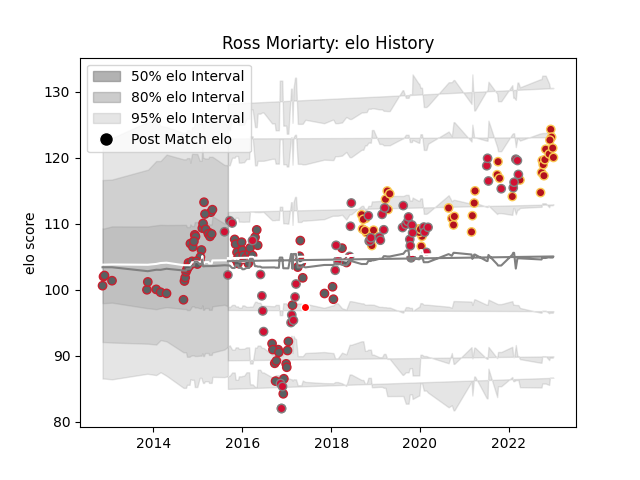 Ross Moriarty: elo History
50% elo Interval
80% elo Interval
95% elo Interval
Post Match elo
elo score
130
120
110
100
90
80
2014 2016 2018 2020 2022